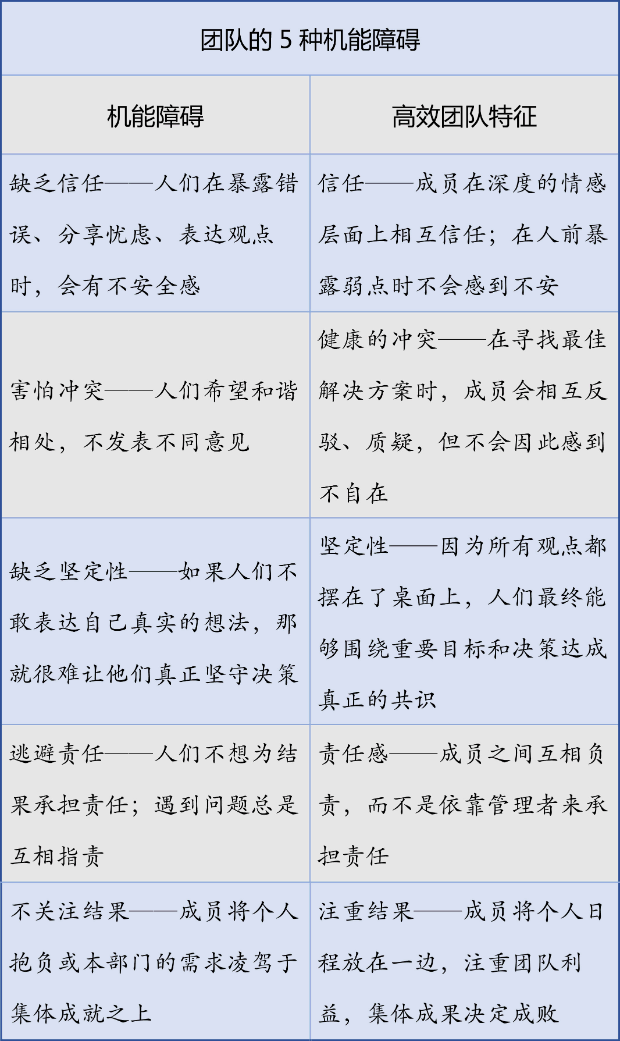 团队的 5 种机能障碍
机能障碍
高效团队特征
缺乏信任——人们在暴露错
误、分享忧虑、表达观点
时，会有不安全感
信任——成员在深度的情感
层面上相互信任；在人前暴
露弱点时不会感到不安
害怕冲突——人们希望和谐
相处，不发表不同意见
健康的冲突——在寻找最佳
解决方案时，成员会相互反
驳、质疑，但不会因此感到
不自在
缺乏坚定性——如果人们不
敢表达自己真实的想法，那
就很难让他们真正坚守决策
坚定性——因为所有观点都
摆在了桌面上，人们最终能
够围绕重要目标和决策达成
真正的共识
逃避责任——人们不想为结
果承担责任；遇到问题总是
互相指责
责任感——成员之间互相负
责，而不是依靠管理者来承
担责任
不关注结果——成员将个人
抱负或本部门的需求凌驾于
集体成就之上
注重结果——成员将个人日
程放在一边，注重团队利
益，集体成果决定成败